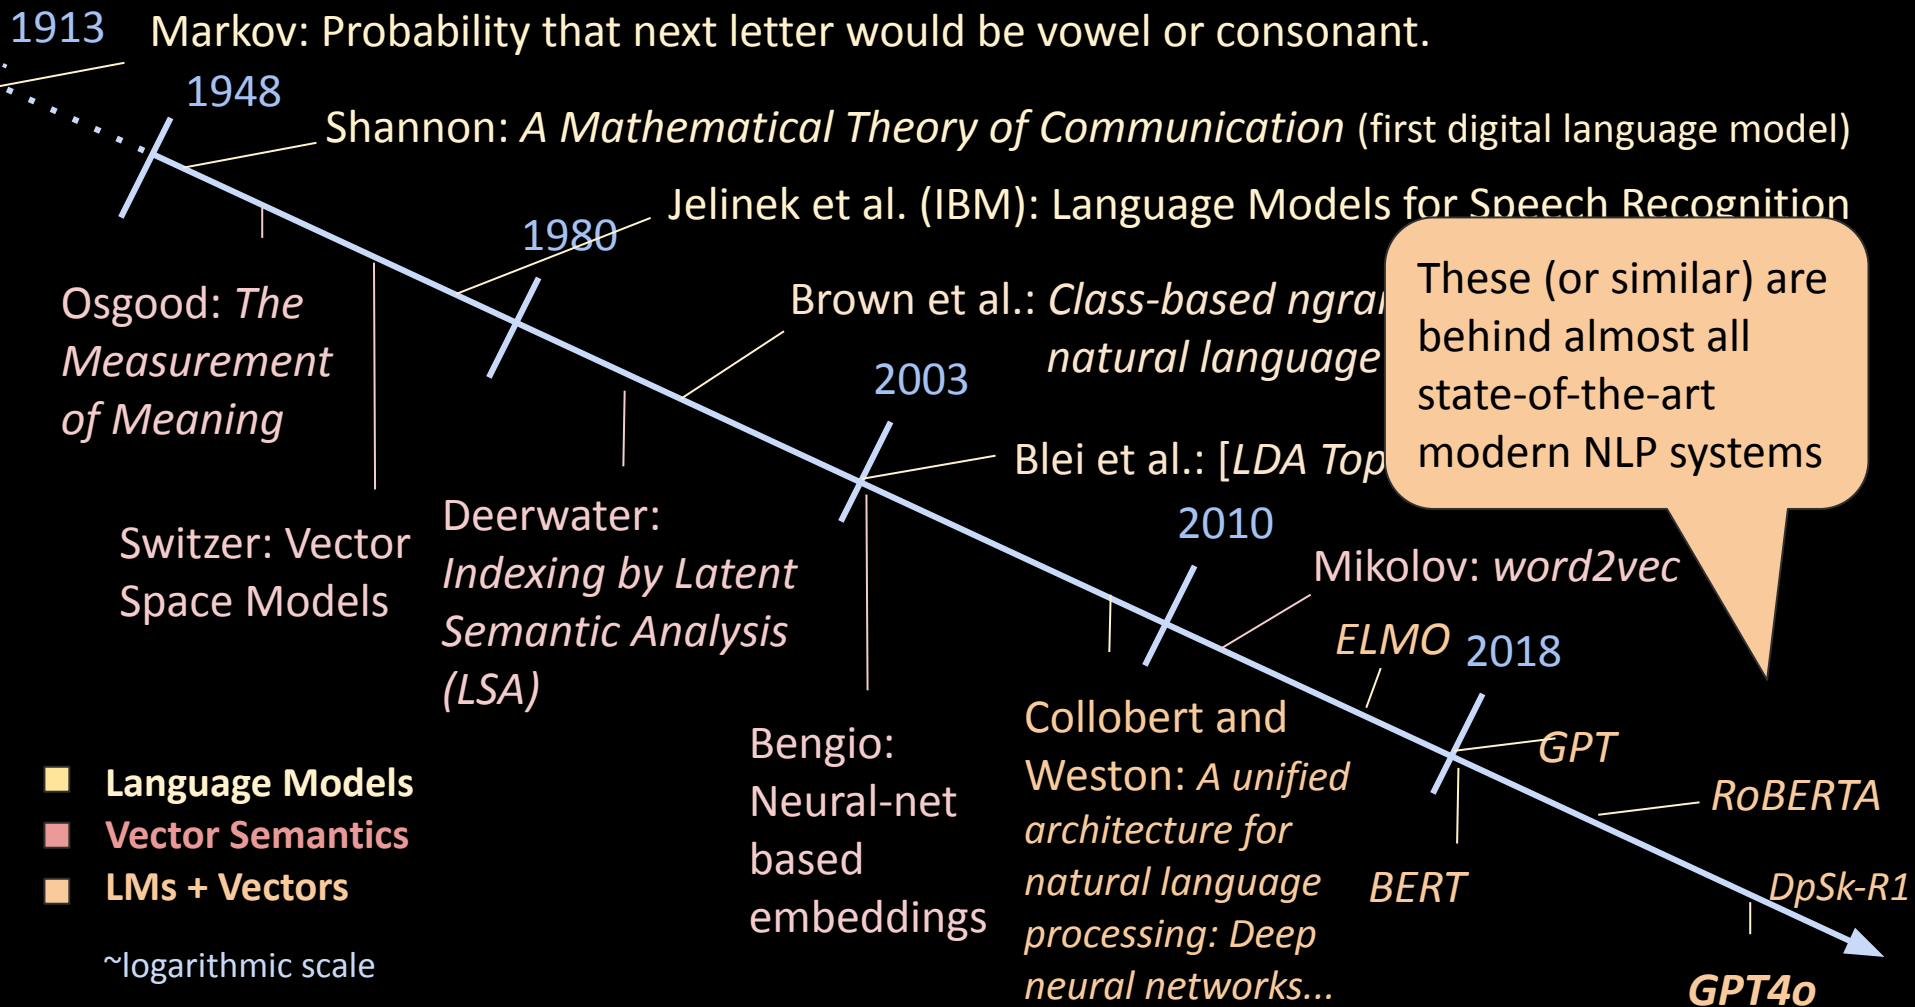 1913
Markov: Probability that next letter would be vowel or consonant.
1948
Shannon: A Mathematical Theory of Communication (first digital language model)
Jelinek et al. (IBM): Language Models for Speech Recognition
1980
Osgood: The
Measurement
of Meaning
Brown et al.: Class-based
natural language
These (or similar) are
behind almost all
state-of-the-art
modern NLP systems
2003
Blei et al.: [LDA
Switzer: Vector
Space Models
Deerwater:
Indexing by Latent
Semantic Analysis
(LSA)
2010
Mikolov: word2vec
ELMO
2018
Bengio:
Neural-net
based
embeddings
Collobert and
Weston: A unified
architecture for
natural language
processing: Deep
neural networks...
GPT
BERT
RoBERTA
DpSk-R1
GPT4o
Language Models
Vector Semantics
LMs + Vectors
~logarithmic scale